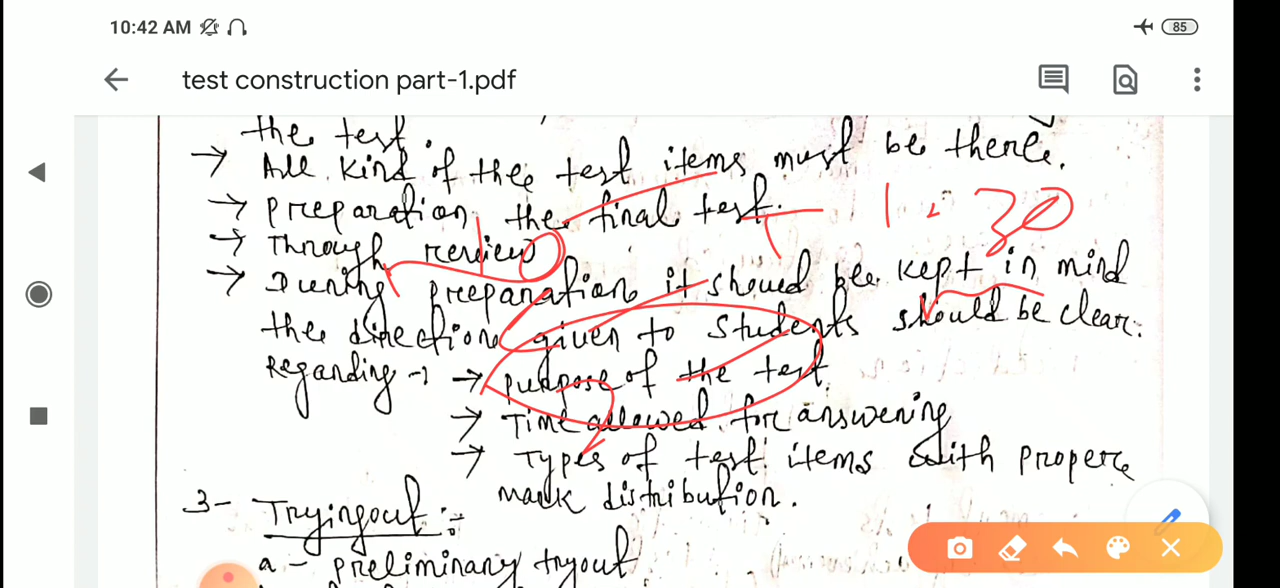 10:42 AM
85
test construction part-1.pdf
the test.
→ All kind of thee test items must be there.
→ preparation the final test.
1.30
→ Through review
→ During preparation it should be kept in mind
the direction given to students should be clear.
Regarding → → purpose of the test
→ Time allowed for answering
→ Types of test items with proper
mark distribution.
3- Tryingout :-
a - preliminary tryout